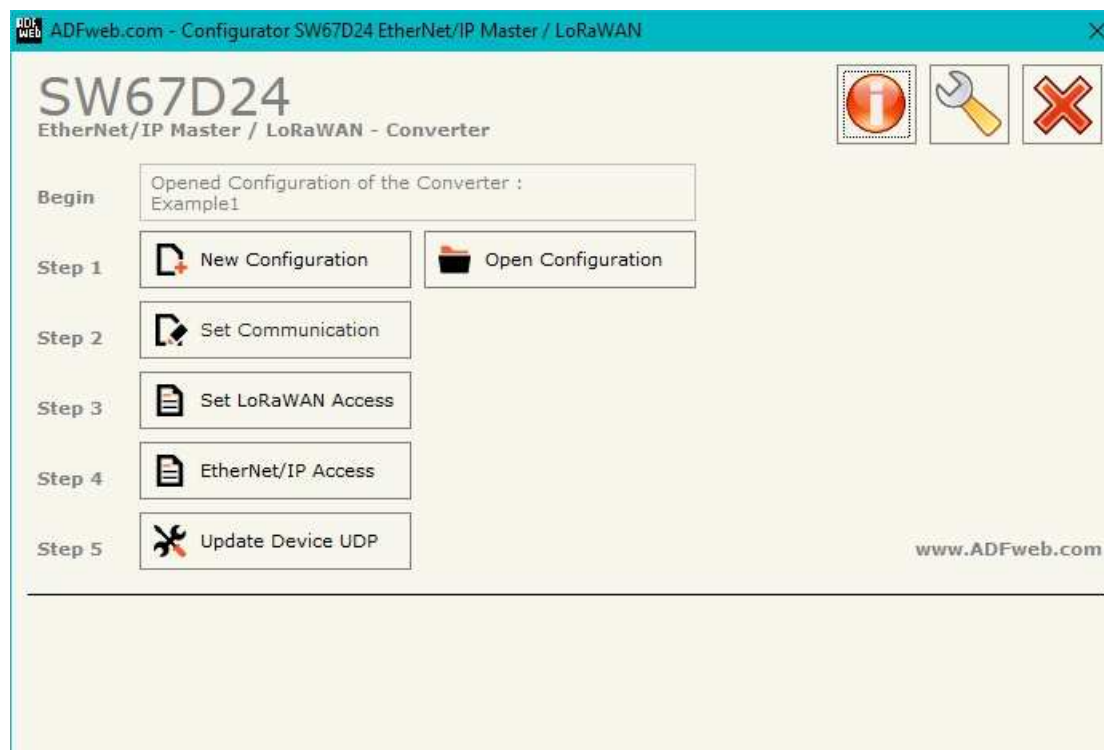 ADF WEB ADFweb.com - Configurator SW67D24 EtherNet/IP Master / LoRaWAN
SW67D24
EtherNet/IP Master / LoRaWAN - Converter
Begin
Opened Configuration of the Converter :
Example1
Step 1
New Configuration
Open Configuration
Step 2
Set Communication
Step 3
Set LoRaWAN Access
Step 4
EtherNet/IP Access
Step 5
Update Device UDP
www.ADFweb.com